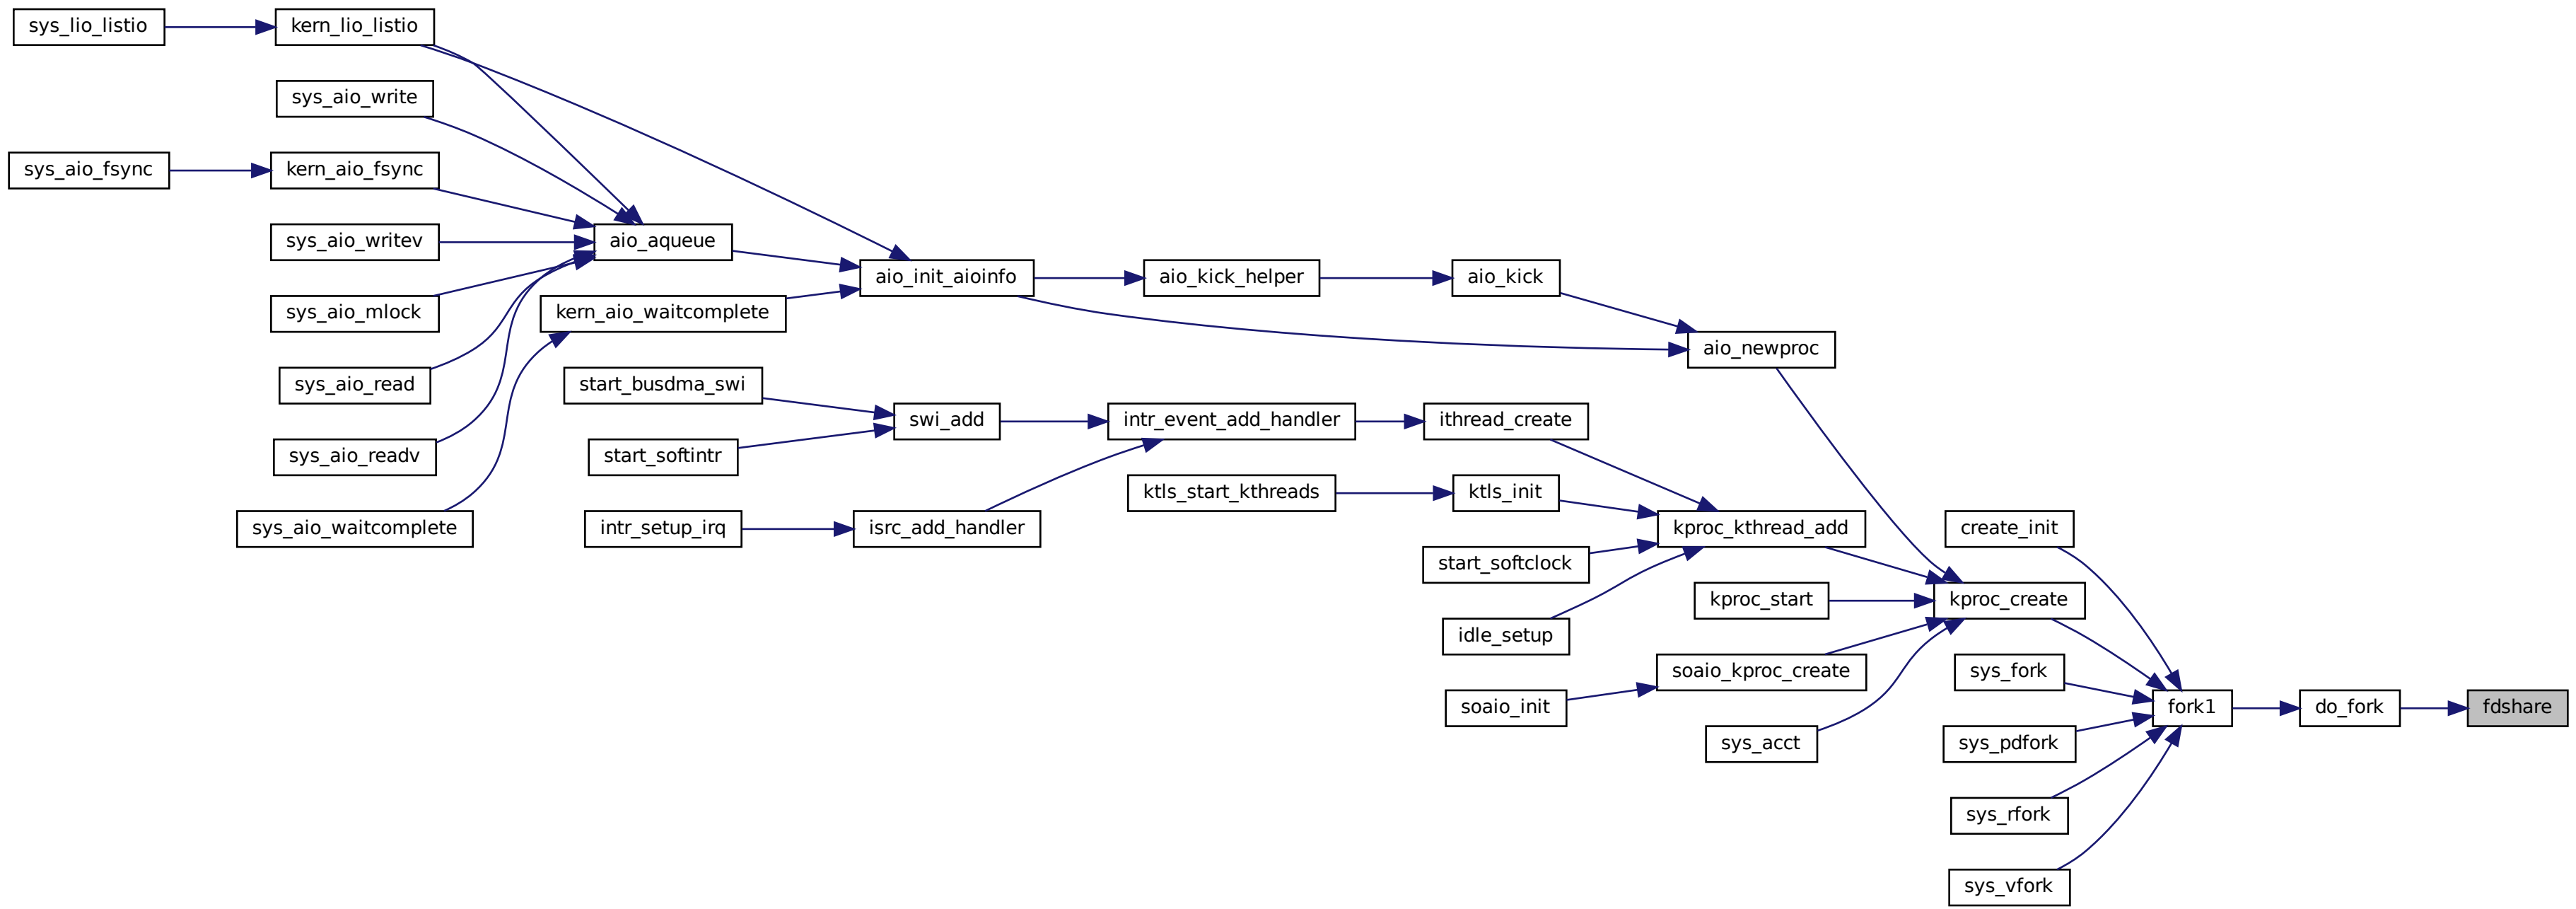 sys_lio_listio
kern_lio_listio
sys_aio_write
sys_aio_fsync
kern_aio_fsync
sys_aio_writev
aio_aqueue
sys_aio_mlock
kern_aio_waitcomplete
aio_init_aioinfo
aio_kick_helper
aio_kick
aio_newproc
sys_aio_read
start_busdma_swi
swi_add
intr_event_add_handler
ithread_create
sys_aio_readv
start_softintr
ktls_start_kthreads
ktls_init
sys_aio_waitcomplete
intr_setup_irq
isrc_add_handler
kproc_kthread_add
create_init
start_softclock
kproc_start
kproc_create
idle_setup
soaio_kproc_create
sys_fork
soaio_init
fork1
do_fork
fdshare
sys_acct
sys_pdfork
sys_rfork
sys_vfork